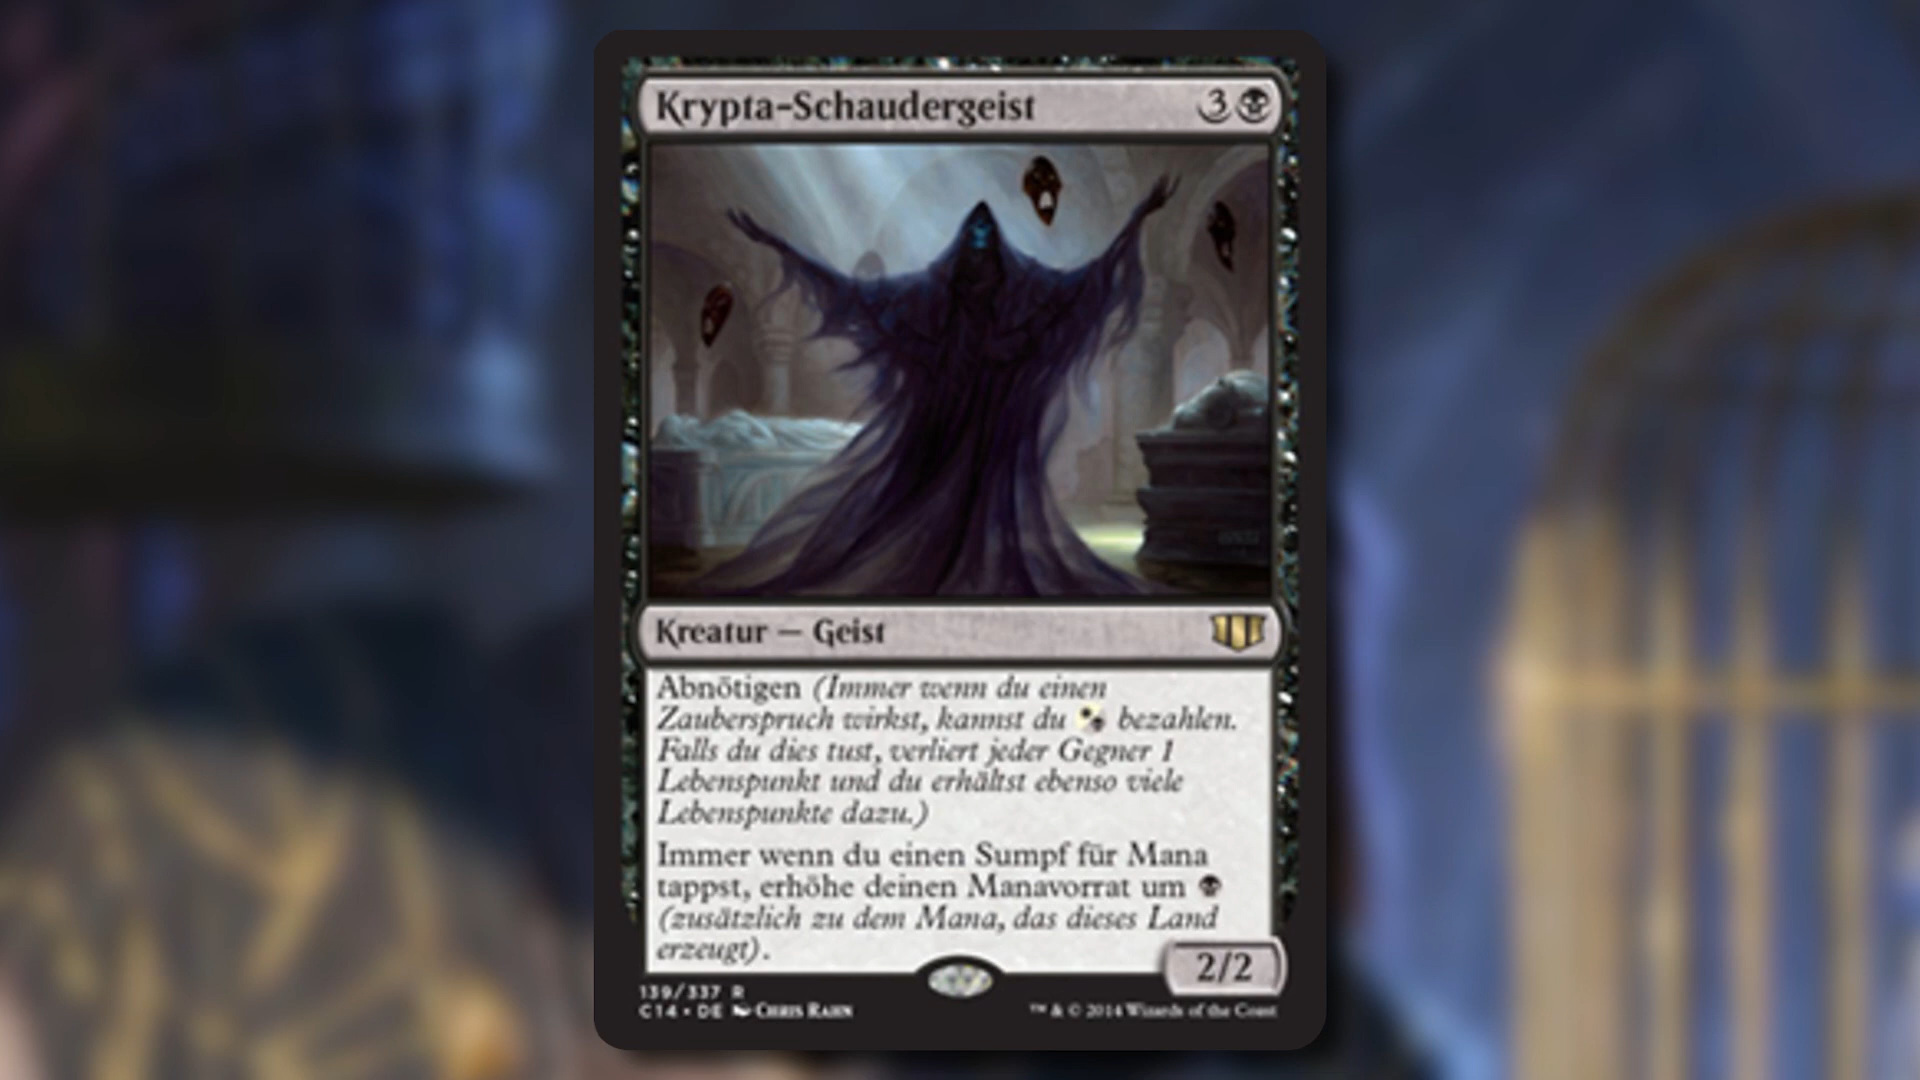 Krypta-Schaudergeist 3
Kreatur — Geist
Abnötigen (Immer wenn du einen
Zauberspruch wirkst, kannst du bezahlen.
Falls du dies tust, verliert jeder Gegner 1
Lebenspunkt und du erhältst ebenso viele
Lebenspunkte dazu.)
Immer wenn du einen Sumpf für Mana
tappst, erhöhe deinen Manavorrat um
(zusätzlich zu dem Mana, das dieses Land
erzeugt).
2/2
139/337 R
C14 • DE Chris Rahn
™ & © 2014 Wizards of the Coast